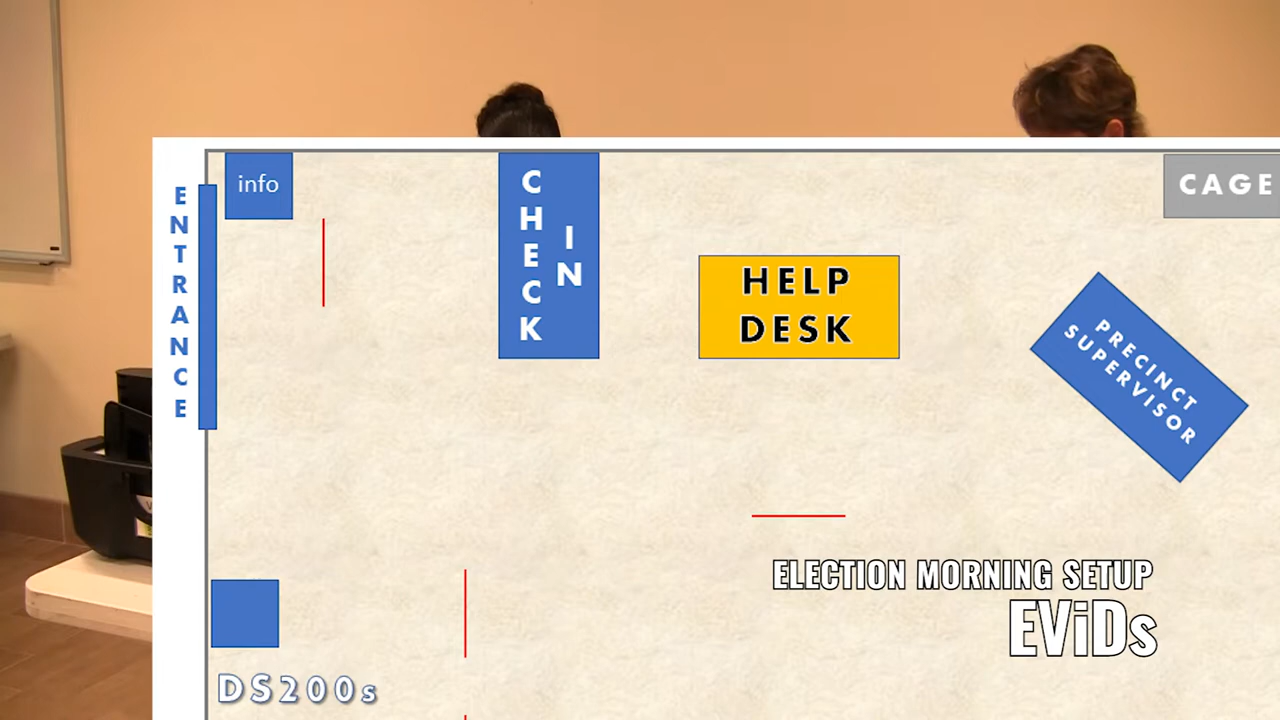 ENTRANCE
info
CHECK
IN
CAGE
HELP
DESK
PRECINCT
SUPERVISOR
ELECTION MORNING SETUP
EViDs
DS200s